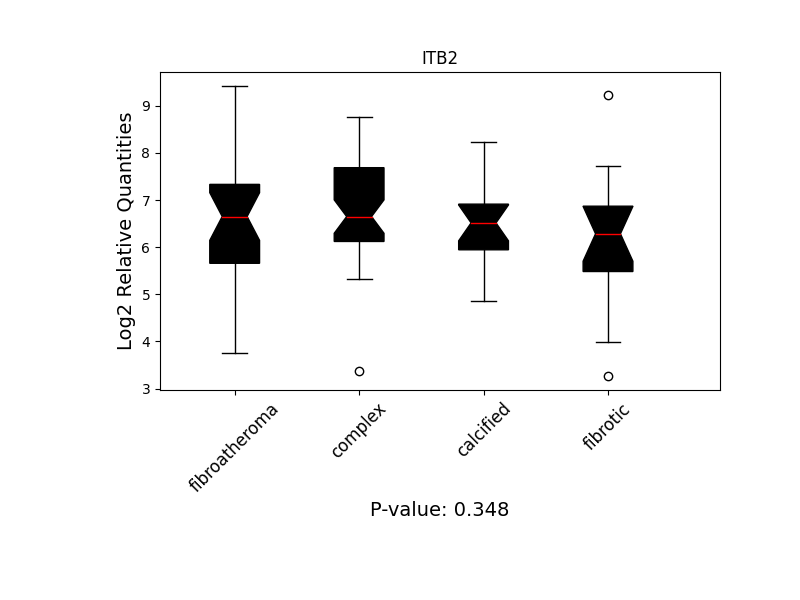 ITB2
Log2 Relative Quantities
9
8
7
6
5
4
3
fibroatheroma
complex
calcified
fibrotic
P-value: 0.348